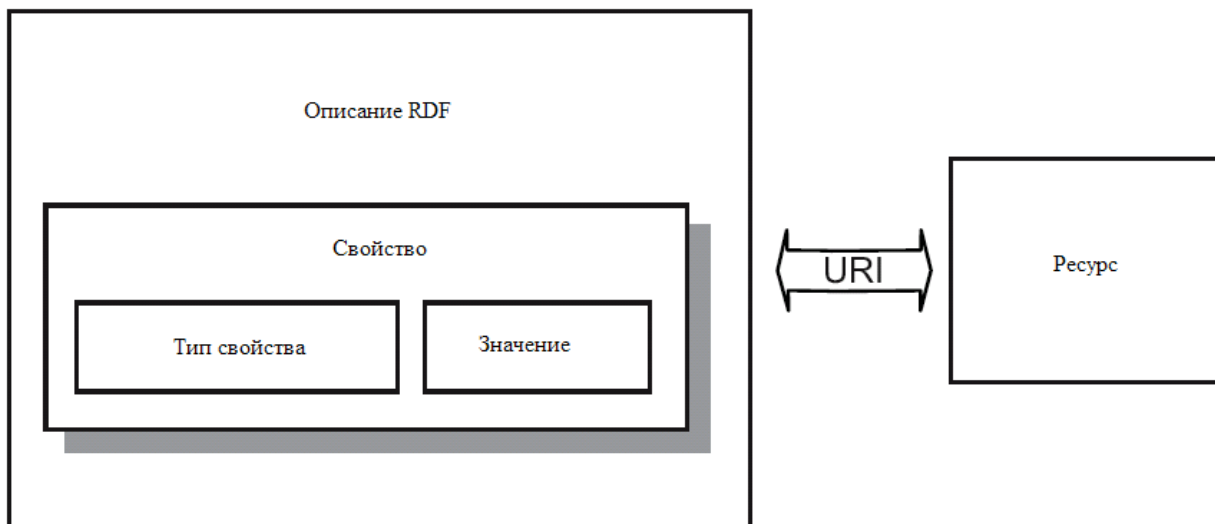 Описание RDF
Свойство
Тип свойства
Значение
URI
Ресурс